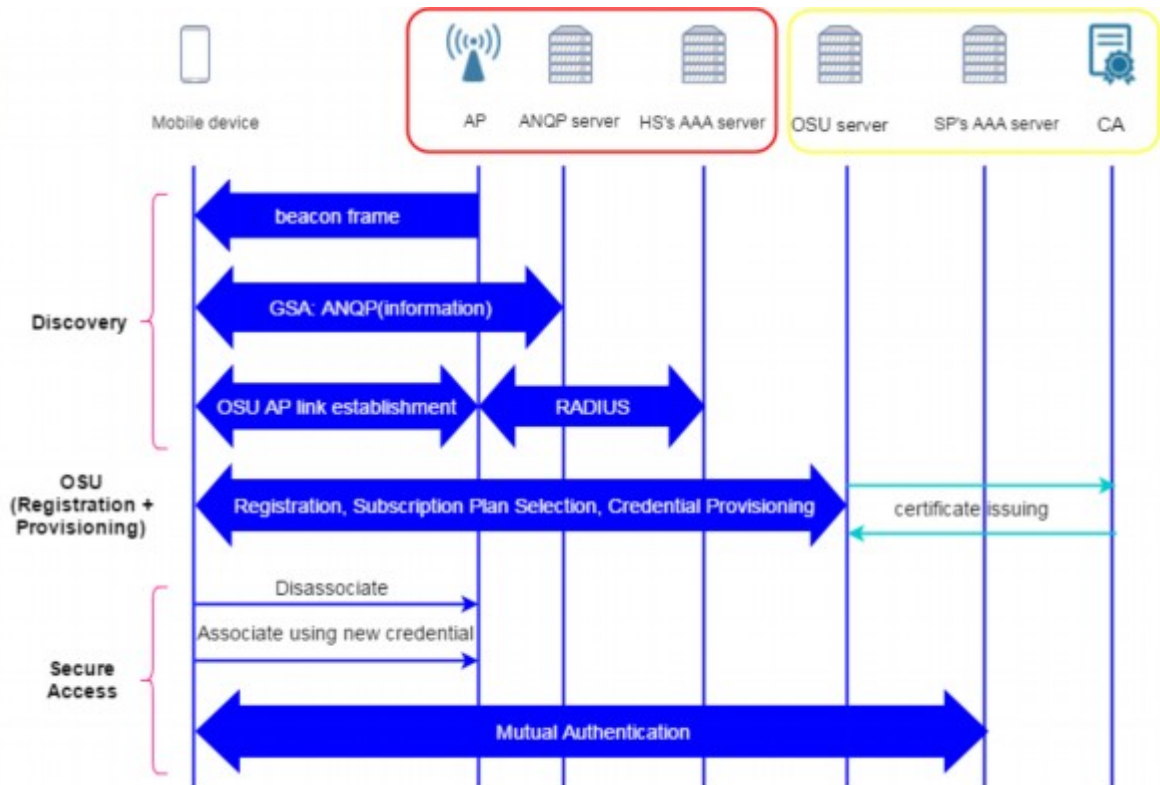 Mobile device
AP
ANQP server
HS's AAA server
OSU server
SP's AAA server
CA
beacon frame
GSA: ANQP(information)
Discovery
OSU AP link establishment
RADIUS
OSU
(Registration +
Provisioning)
Registration, Subscription Plan Selection, Credential Provisioning
certificate issuing
Disassociate
Associate using new credential
Secure
Access
Mutual Authentication